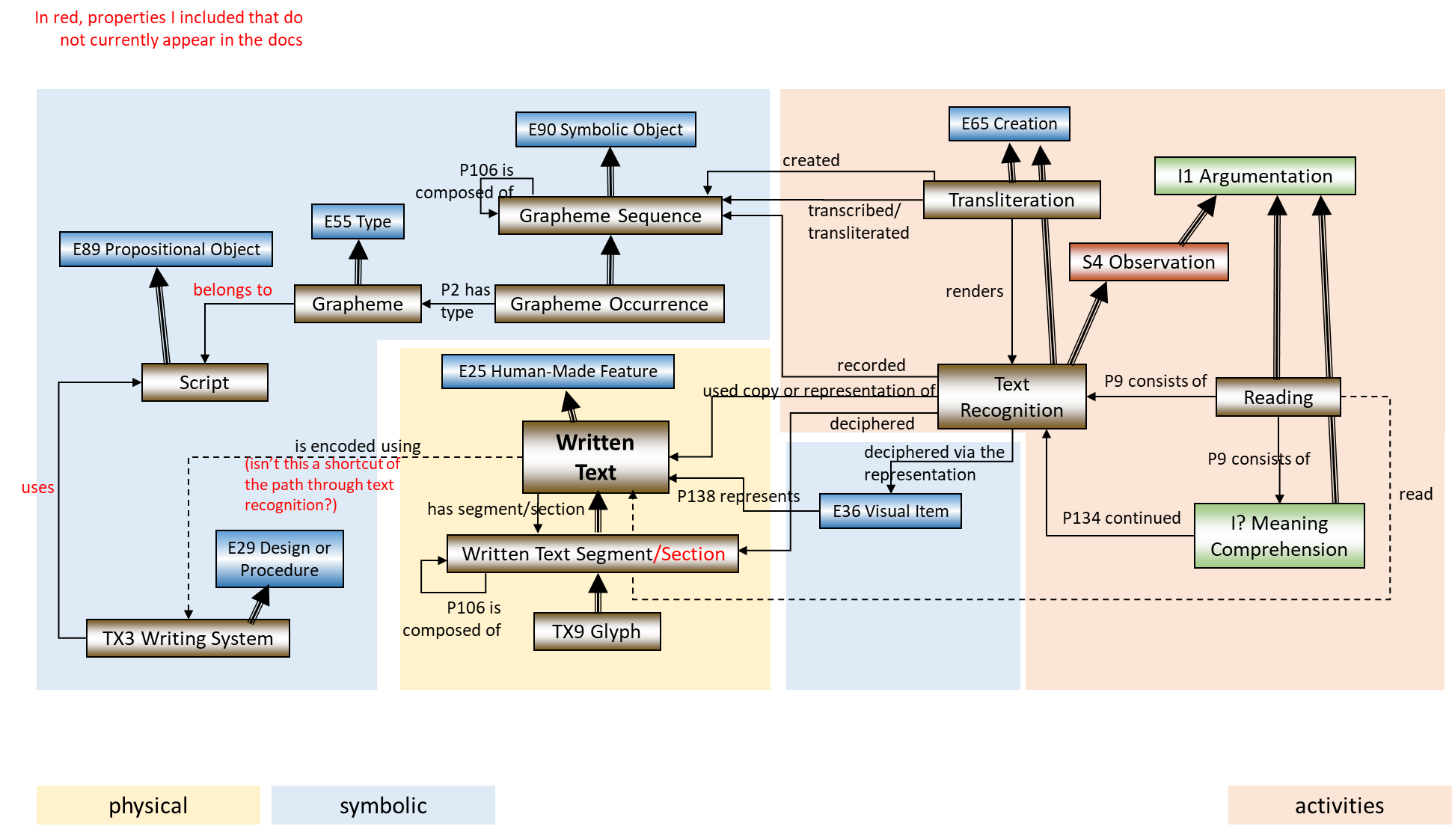 In red, properties I included that do
not currently appear in the docs
E90 Symbolic Object
E65 Creation
P106 is
composed of
created
I1 Argumentation
E55 Type
Grapheme Sequence
Transliteration
transcribed/
transliterated
E89 Propositional Object
S4 Observation
belongs to
Grapheme
P2 has
type
Grapheme Occurrence
renders
Script
E25 Human-Made Feature
recorded
used copy or representation of
deciphered
Text
Recognition
P9 consists of
Reading
Written
Text
is encoded using
(isn't this a shortcut of
the path through text
recognition?)
uses
deciphered via the
representation
P9 consists of
has segment/section
P138 represents
E36 Visual Item
read
P134 continued
I? Meaning
Comprehension
E29 Design or
Procedure
Written Text Segment/Section
P106 is
composed of
TX9 Glyph
TX3 Writing System
physical
symbolic
activities